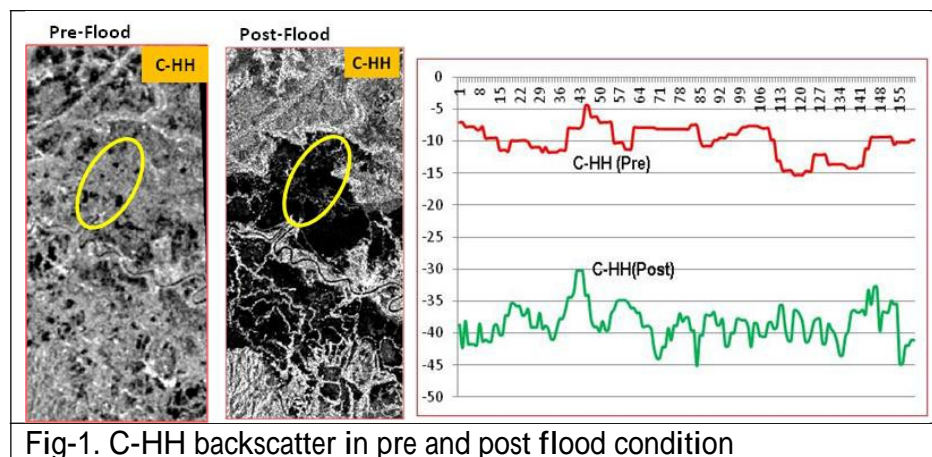 Pre-Flood
Post-Flood
C-HH
C-HH
0
-5
-10
-15
-20
-25
-30
-35
-40
-45
-50
1 8 15 22 29 36 43 50 57 64 71 78 85 92 99 106 113 120 127 134 141 148 155
C-HH (Pre)
C-HH(Post)
Fig-1. C-HH backscatter in pre and post flood condition